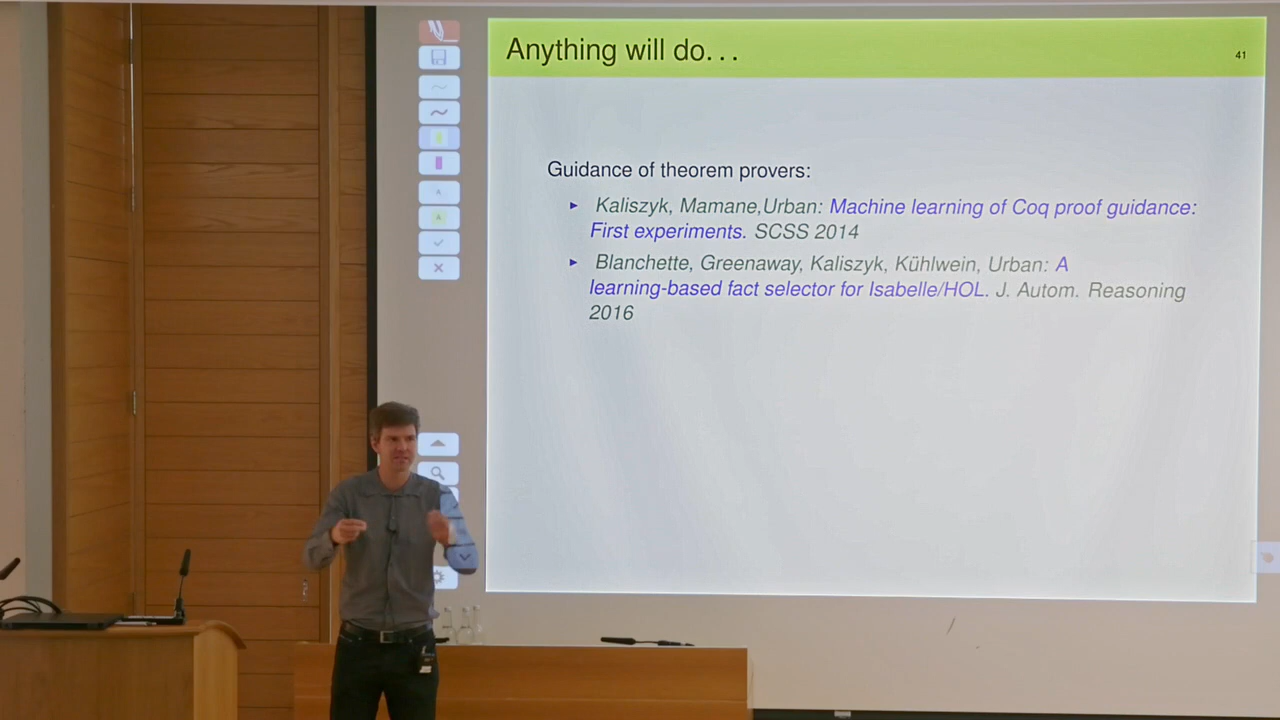 Anything will do...
41
Guidance of theorem provers:
▸ Kaliszyk, Mamane,Urban: Machine learning of Coq proof guidance:
First experiments. SCSS 2014
▸ Blanchette, Greenaway, Kaliszyk, Kühlwein, Urban: A
learning-based fact selector for Isabelle/HOL. J. Autom. Reasoning
2016